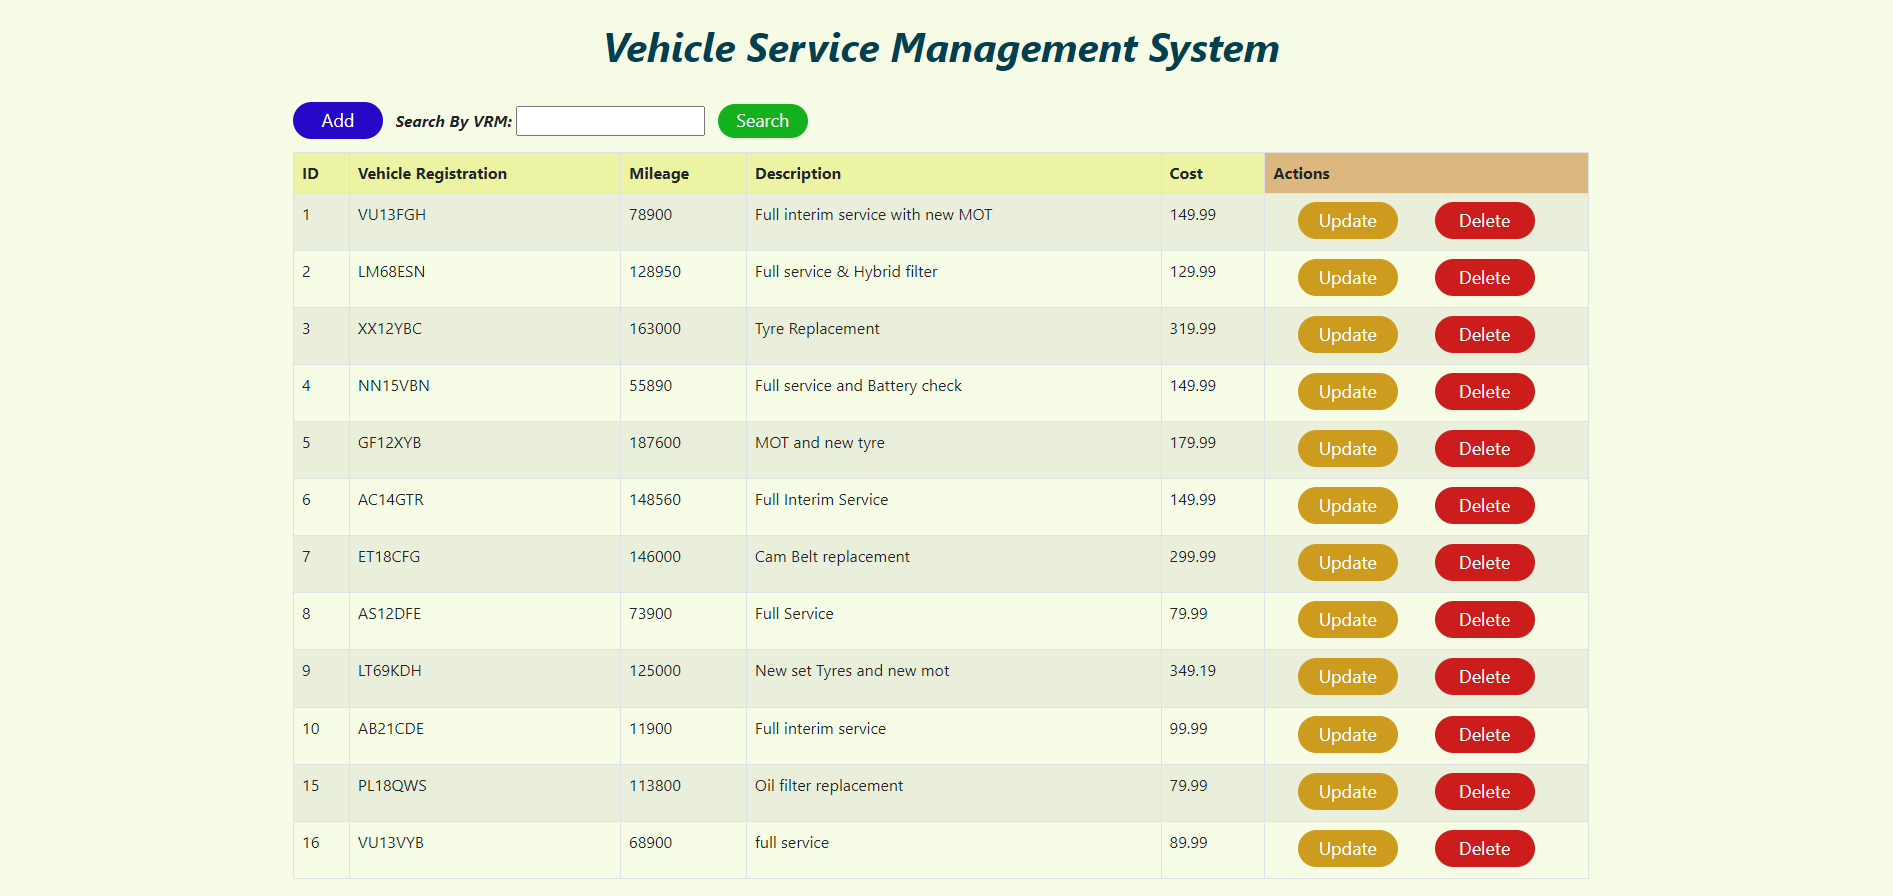 Vehicle Service Management System
Add Search By VRM: Search
ID Vehicle Registration Mileage Description Cost Actions
1 VU13FGH 78900 Full interim service with new MOT 149.99 Update Delete
2 LM68ESN 128950 Full service & Hybrid filter 129.99 Update Delete
3 XX12YBC 163000 Tyre Replacement 319.99 Update Delete
4 NN15VBN 55890 Full service and Battery check 149.99 Update Delete
5 GF12XYB 187600 MOT and new tyre 179.99 Update Delete
6 AC14GTR 148560 Full Interim Service 149.99 Update Delete
7 ET18CFG 146000 Cam Belt replacement 299.99 Update Delete
8 AS12DFE 73900 Full Service 79.99 Update Delete
9 LT69KDH 125000 New set Tyres and new mot 349.19 Update Delete
10 AB21CDE 11900 Full interim service 99.99 Update Delete
15 PL18QWS 113800 Oil filter replacement 79.99 Update Delete
16 VU13VYB 68900 full service 89.99 Update Delete